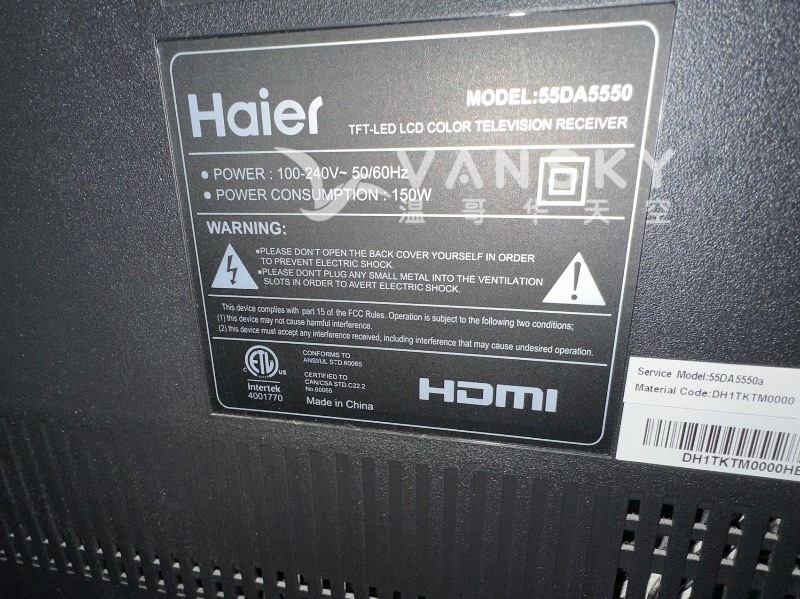 Haier
MODEL:55DA5550
TFT-LED LCD COLOR TELEVISION RECEIVER
• POWER : 100-240V~ 50/60Hz
• POWER CONSUMPTION : 150W
VANSKY
温哥华天空
WARNING:
•PLEASE DON'T OPEN THE BACK COVER YOURSELF IN ORDER
TO PREVENT ELECTRIC SHOCK.
•PLEASE DON'T PLUG ANY SMALL METAL INTO THE VENTILATION
SLOTS IN ORDER TO AVERT ELECTRIC SHOCK.
This device complies with part 15 of the FCC Rules. Operation is subject to the following two conditions;
(1) this device may not cause harmful interference.
(2) this device must accept any interference received, including interference that may cause undesired operation.
C ETL US
Intertek
4001770
CONFORMS TO
ANSI/UL STD.60065
CERTIFIED TO
CAN/CSA STD.C22.2
No.60065
Made in China
HDMI
Service Model:55DA5550a
Material Code:DH1TKTM0000
DH1TKTM0000HE